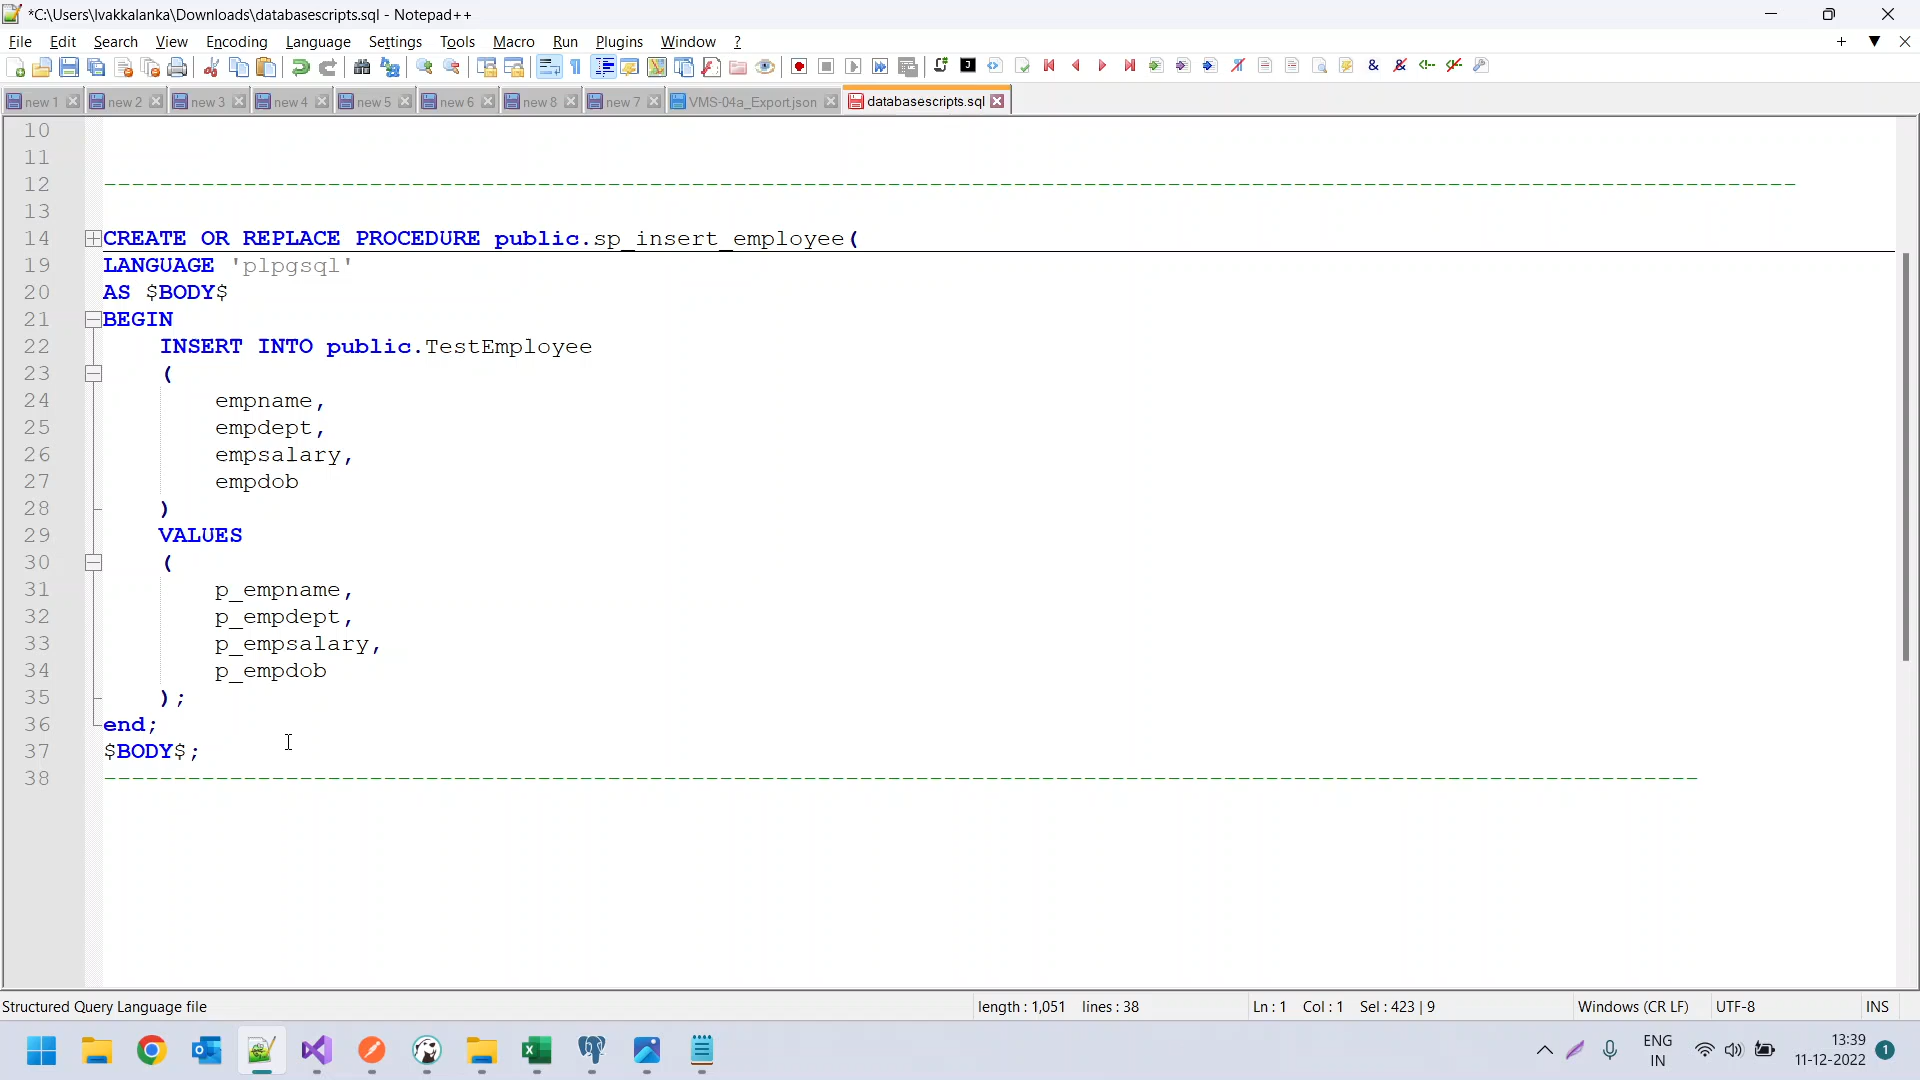 *C:\Users\lvakkalanka\Downloads\databasescripts.sql - Notepad++
File Edit Search View Encoding Language Settings Tools Macro Run Plugins Window ?
new 1 new 2 new 3 new 4 new 5 new 6 new 8 new 7 VMS-04a_Export.json databasescripts.sql
10
11
12 -------------------------------------------------------------------------------------------------------------------------
13
14 CREATE OR REPLACE PROCEDURE public.sp_insert_employee(
19 LANGUAGE 'plpgsql'
20 AS $BODY$
21 BEGIN
22 INSERT INTO public.TestEmployee
23 (
24 empname,
25 empdept,
26 empsalary,
27 empdob
28 )
29 VALUES
30 (
31 p_empname,
32 p_empdept,
33 p_empsalary,
34 p_empdob
35 );
36 end;
37 $BODY$;
38 ------------------------------------------------------------------------------------------------------------------
Structured Query Language file length : 1,051 lines : 38 Ln : 1 Col : 1 Sel : 423 | 9 Windows (CR LF) UTF-8 INS
ENG
IN
13:39
11-12-2022
1